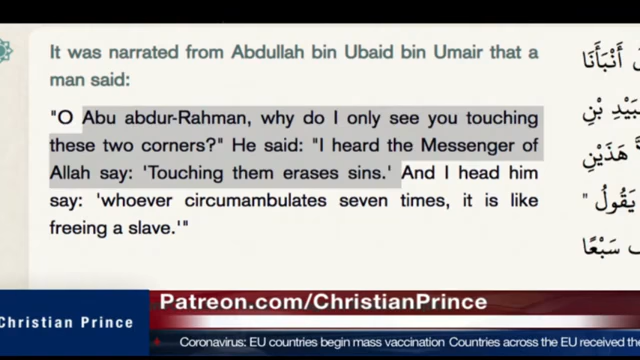 It was narrated from Abdullah bin Ubaid bin Umair that a
man said:
"O Abu abdur-Rahman, why do I only see you touching
these two corners?" He said: "I heard the Messenger of
Allah say: 'Touching them erases sins.' And I head him
say: 'whoever circumambulates seven times, it is like
freeing a slave.'"
أَنْبَأَنَا
هَذَيْنِ
يَقُولُ "
سَبْعًا
Patreon.com/ChristianPrince
Christian Prince
Coronavirus: EU countries begin mass vaccination Countries across the EU received the